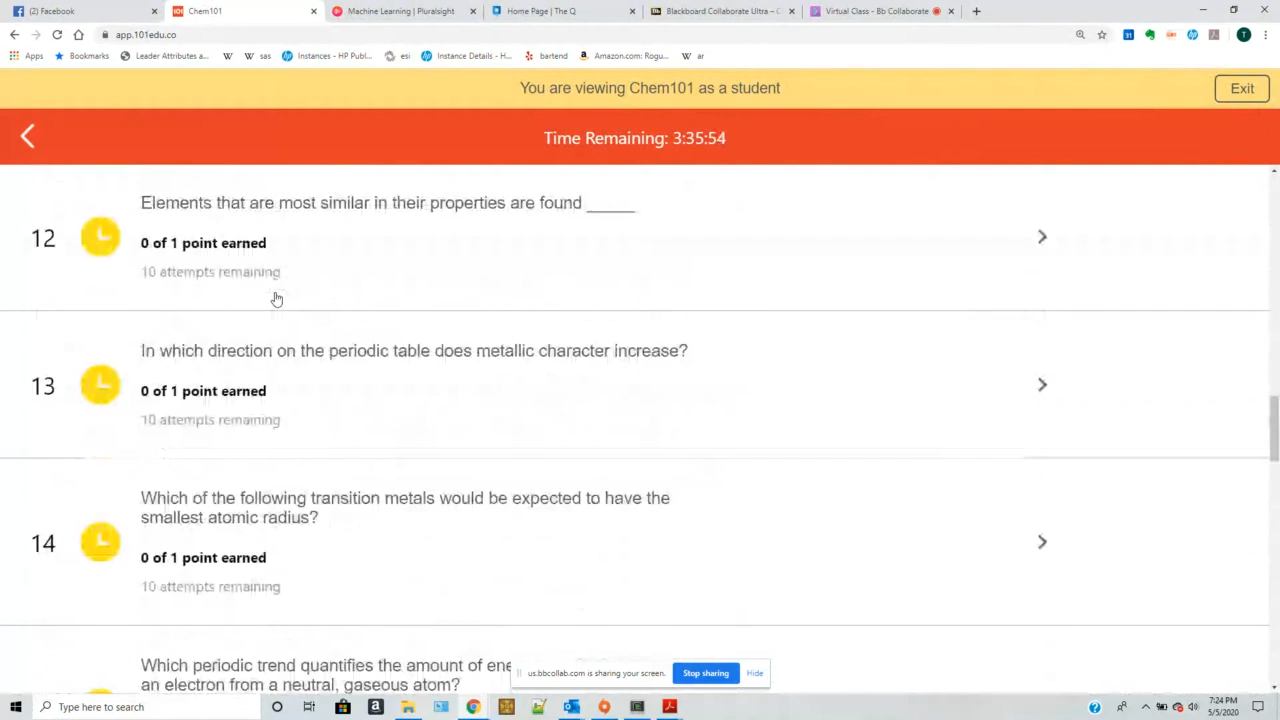 (2) Facebook
Chem101
Machine Learning | Pluralsight
Home Page | The Q
Blackboard Collaborate Ultra – C
Virtual Class - Bb Collaborate
app.101edu.co
Apps
Bookmarks
Leader Attributes a...
sas
Instances - HP Publ...
esi
Instance Details - H...
bartend
Amazon.com: Rogu...
ar
You are viewing Chem101 as a student
Exit
Time Remaining: 3:35:54
12
Elements that are most similar in their properties are found _____
0 of 1 point earned
10 attempts remaining
13
In which direction on the periodic table does metallic character increase?
0 of 1 point earned
10 attempts remaining
14
Which of the following transition metals would be expected to have the
smallest atomic radius?
0 of 1 point earned
10 attempts remaining
Which periodic trend quantifies the amount of ene
an electron from a neutral, gaseous atom?
us.bbcollab.com is sharing your screen.
Stop sharing
Hide
Type here to search
7:24 PM
5/5/2020